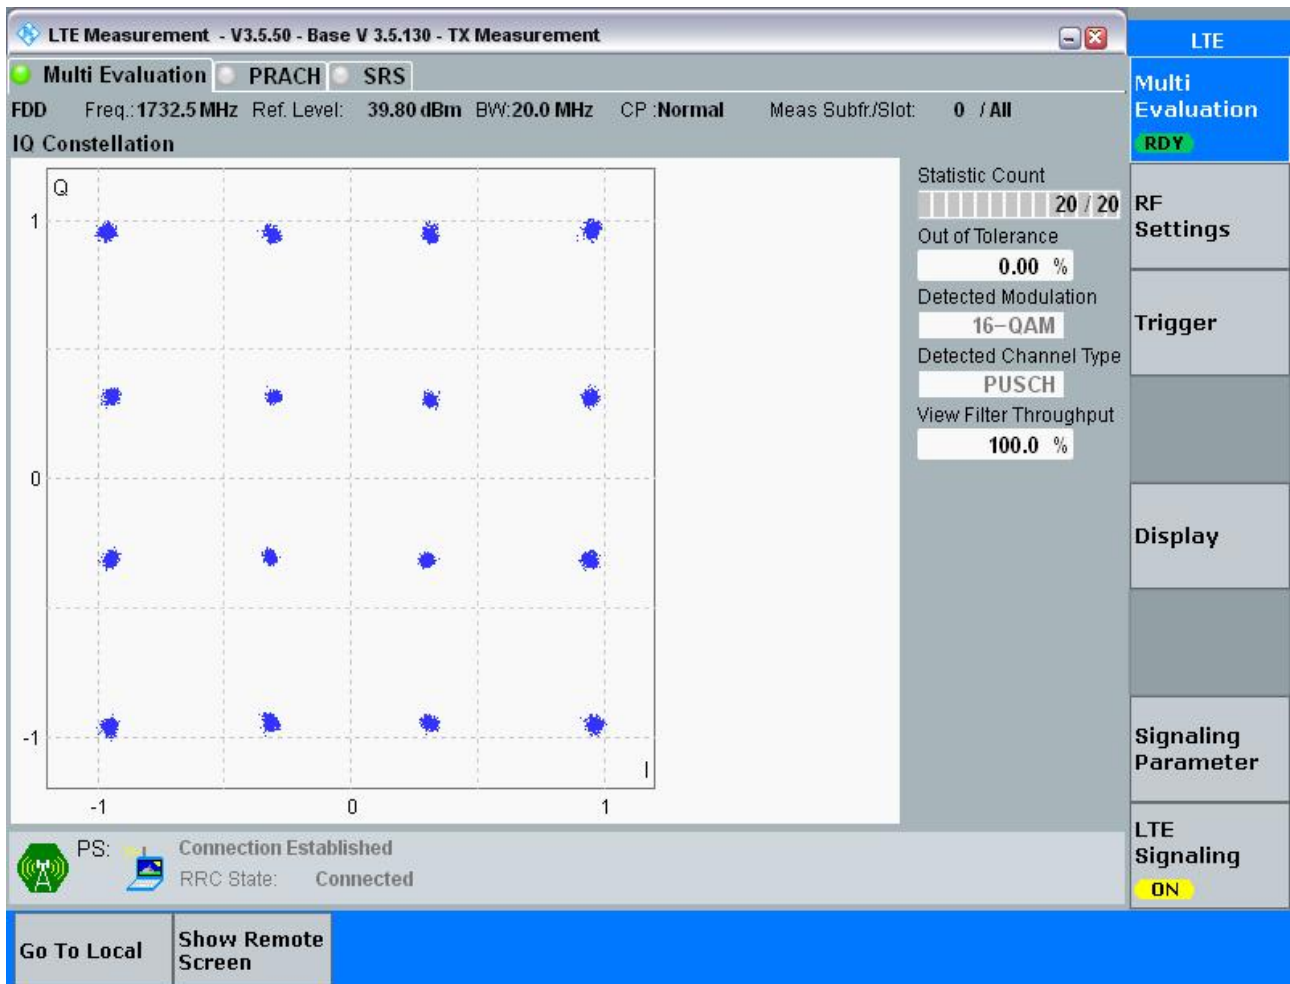 LTE Measurement - V3.5.50 - Base V 3.5.130 - TX Measurement
LTE
Multi Evaluation PRACH SRS
FDD Freq.: 1732.5 MHz Ref. Level: 39.80 dBm BW: 20.0 MHz CP : Normal Meas Subfr./Slot: 0 / All
IQ Constellation
Multi
Evaluation
RDY
Q
1
0
-1
I
-1 0 1
Statistic Count
20 / 20
Out of Tolerance
0.00 %
Detected Modulation
16-QAM
Detected Channel Type
PUSCH
View Filter Throughput
100.0 %
RF
Settings
Trigger
Display
Signaling
Parameter
LTE
Signaling
ON
PS: Connection Established
RRC State: Connected
Go To Local
Show Remote
Screen